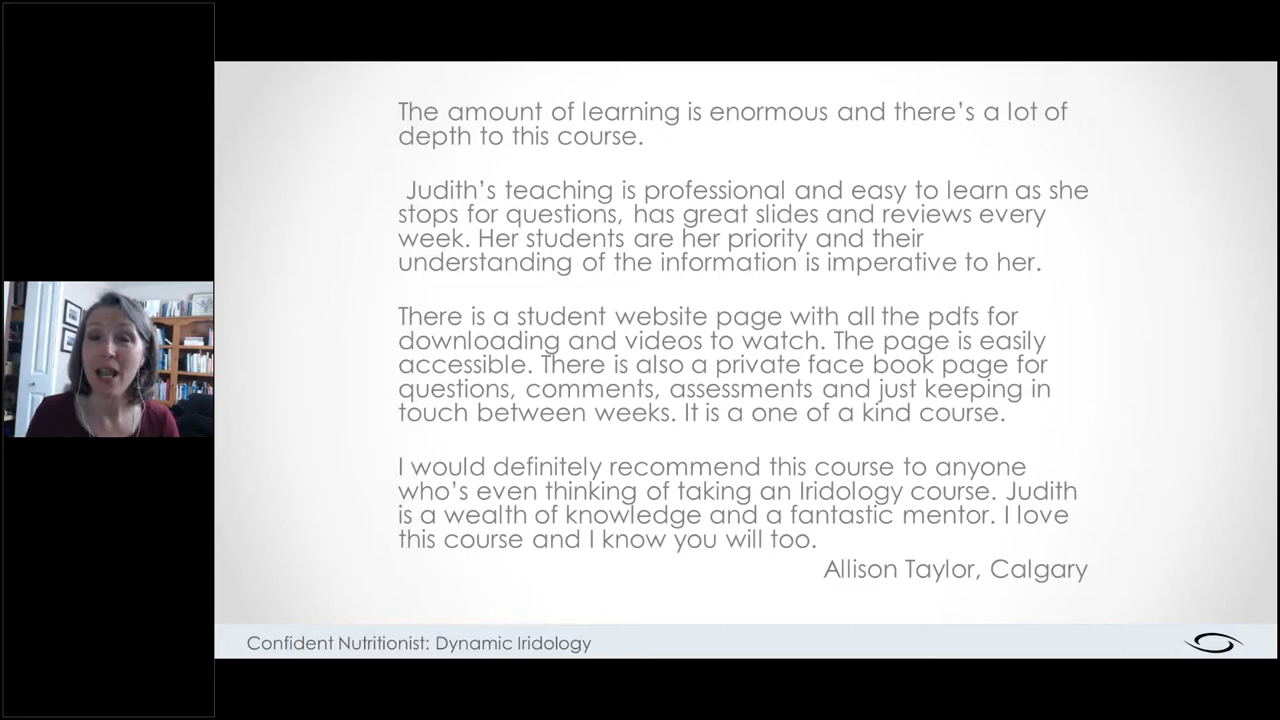 The amount of learning is enormous and there's a lot of
depth to this course.
Judith's teaching is professional and easy to learn as she
stops for questions, has great slides and reviews every
week. Her students are her priority and their
understanding of the information is imperative to her.
There is a student website page with all the pdfs for
downloading and videos to watch. The page is easily
accessible. There is also a private face book page for
questions, comments, assessments and just keeping in
touch between weeks. It is a one of a kind course.
I would definitely recommend this course to anyone
who's even thinking of taking an Iridology course. Judith
is a wealth of knowledge and a fantastic mentor. I love
this course and I know you will too.
Allison Taylor, Calgary
Confident Nutritionist: Dynamic Iridology